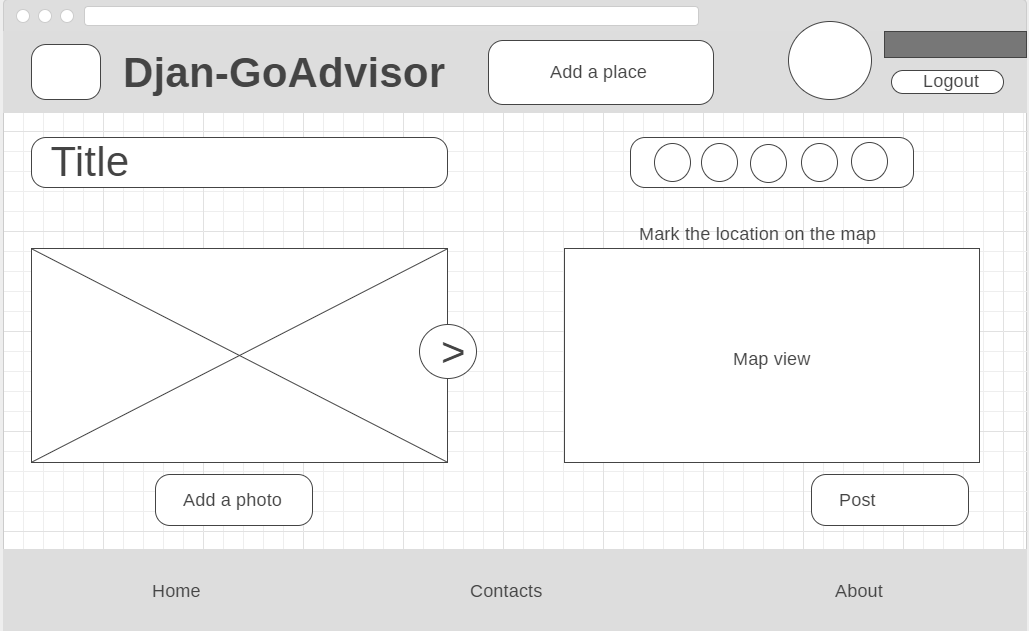 Djan-GoAdvisor
Add a place
Logout
Title
Mark the location on the map
>
Map view
Add a photo
Post
Home
Contacts
About